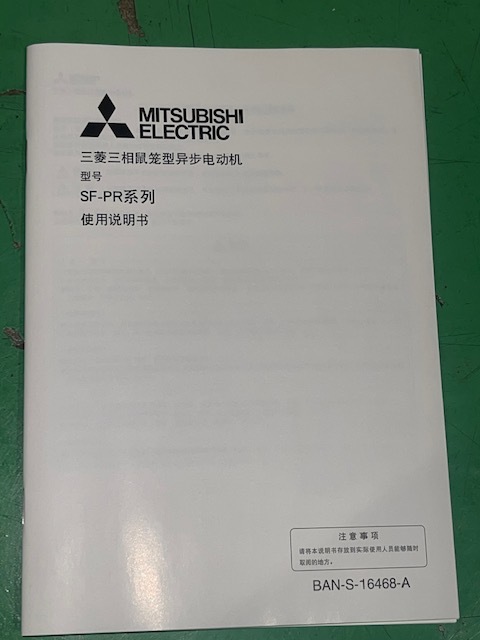 MITSUBISHI
ELECTRIC
三菱三相鼠笼型异步电动机
型号
SF-PR系列
使用说明书
注意事项
请将本说明书存放到实际使用人员能够随时
取阅的地方。
BAN-S-16468-A